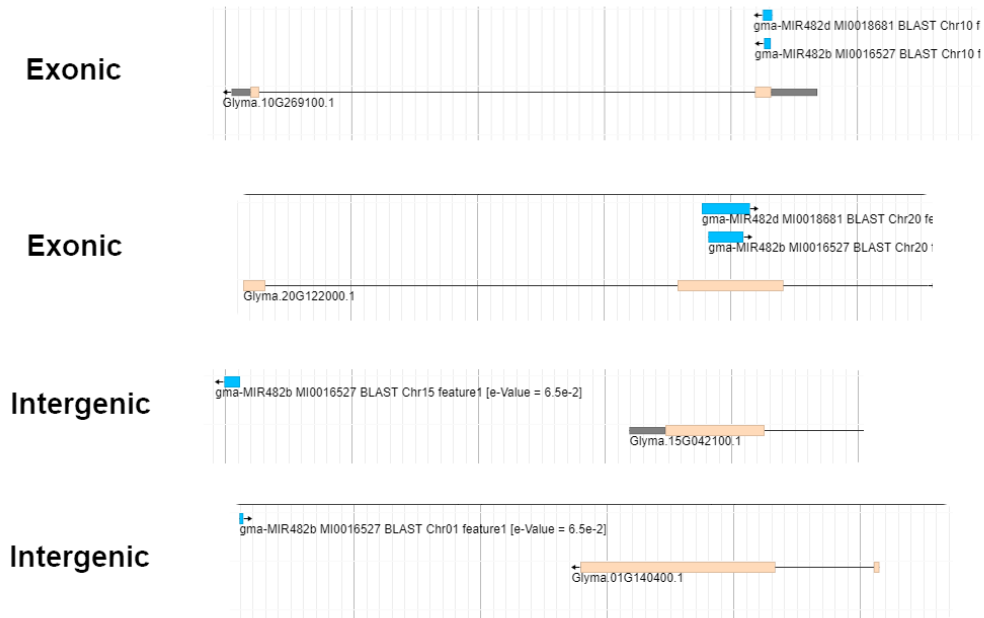 Exonic
gma-MIR482d MI0018681 BLAST Chr10 f
gma-MIR482b MI0016527 BLAST Chr10 f
Glyma.10G269100.1
Exonic
gma-MIR482d MI0018681 BLAST Chr20 fe
gma-MIR482b MI0016527 BLAST Chr20 f
Glyma.20G122000.1
Intergenic
gma-MIR482b MI0016527 BLAST Chr15 feature1 [e-Value = 6.5e-2]
Glyma.15G042100.1
Intergenic
gma-MIR482b MI0016527 BLAST Chr01 feature1 [e-Value = 6.5e-2]
Glyma.01G140400.1